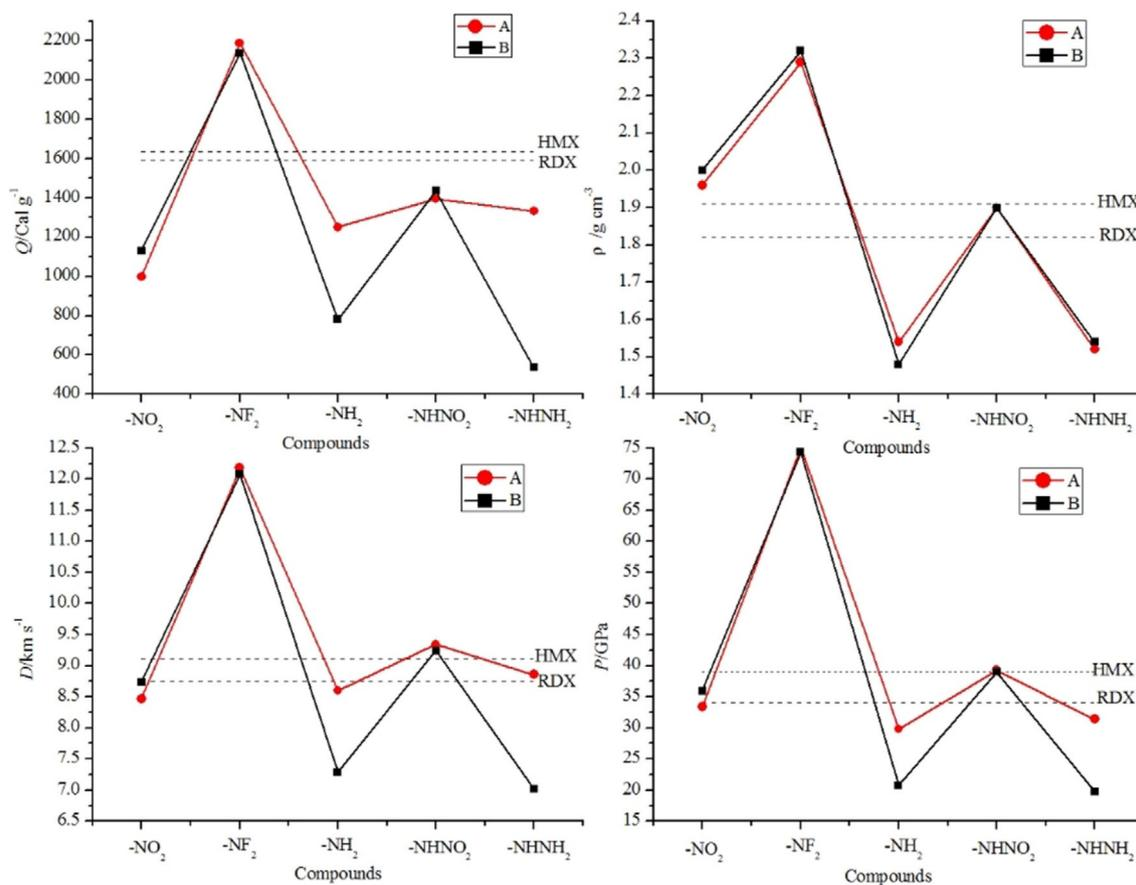 A
B
2200
2000
1800
1600
1400
1200
1000
800
600
400
Q/Cal g⁻¹
HMX
RDX
-NO₂
-NF₂
-NH₂
-NHNO₂
-NHNH₂
Compounds
A
B
2.4
2.3
2.2
2.1
2.0
1.9
1.8
1.7
1.6
1.5
1.4
ρ /g cm⁻³
HMX
RDX
-NO₂
-NF₂
-NH₂
-NHNO₂
-NHNH₂
Compounds
A
B
12.5
12.0
11.5
11.0
10.5
10.0
9.5
9.0
8.5
8.0
7.5
7.0
6.5
D/km s⁻¹
HMX
RDX
-NO₂
-NF₂
-NH₂
-NHNO₂
-NHNH₂
Compounds
A
B
75
70
65
60
55
50
45
40
35
30
25
20
15
P/GPa
HMX
RDX
-NO₂
-NF₂
-NH₂
-NHNO₂
-NHNH₂
Compounds